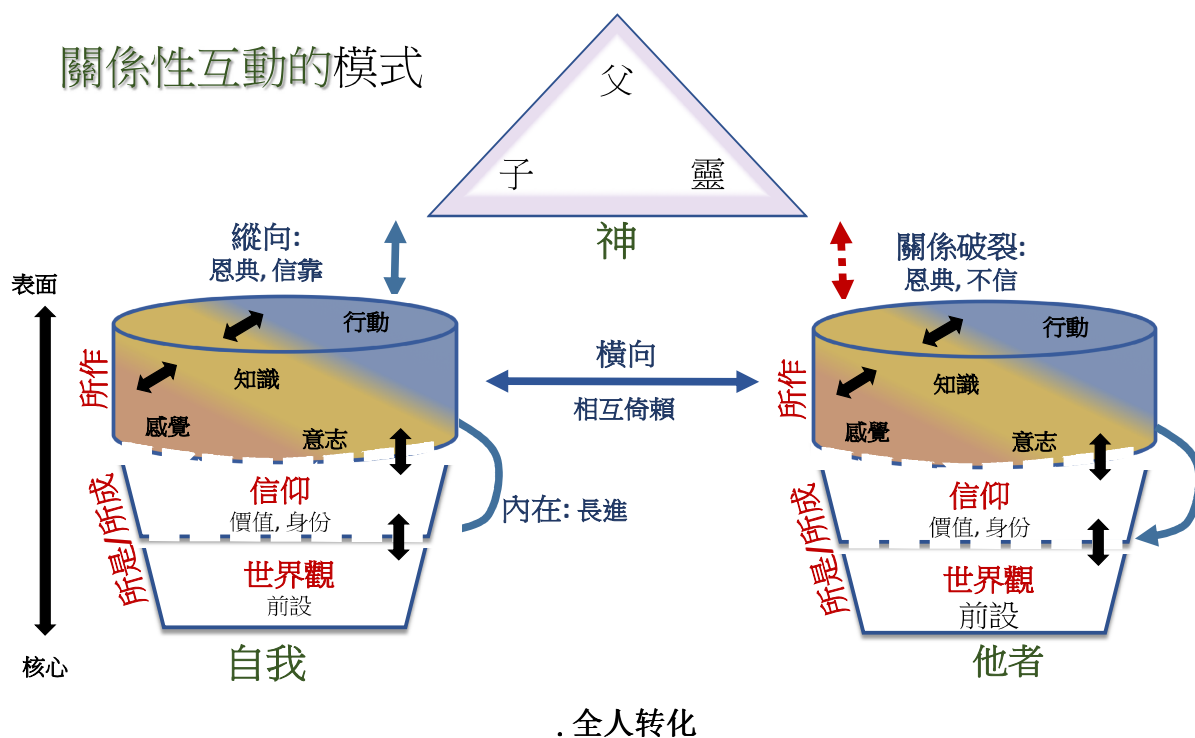 關係性互動的模式
父
子
靈
神
縱向:
恩典, 信靠
關係破裂:
恩典, 不信
表面
核心
所作
行動
知識
感覺
意志
所是/所成
信仰
價值, 身份
世界觀
前設
自我
橫向
相互倚賴
內在: 長進
所作
行動
知識
感覺
意志
所是/所成
信仰
價值, 身份
世界觀
前設
他者
. 全人转化